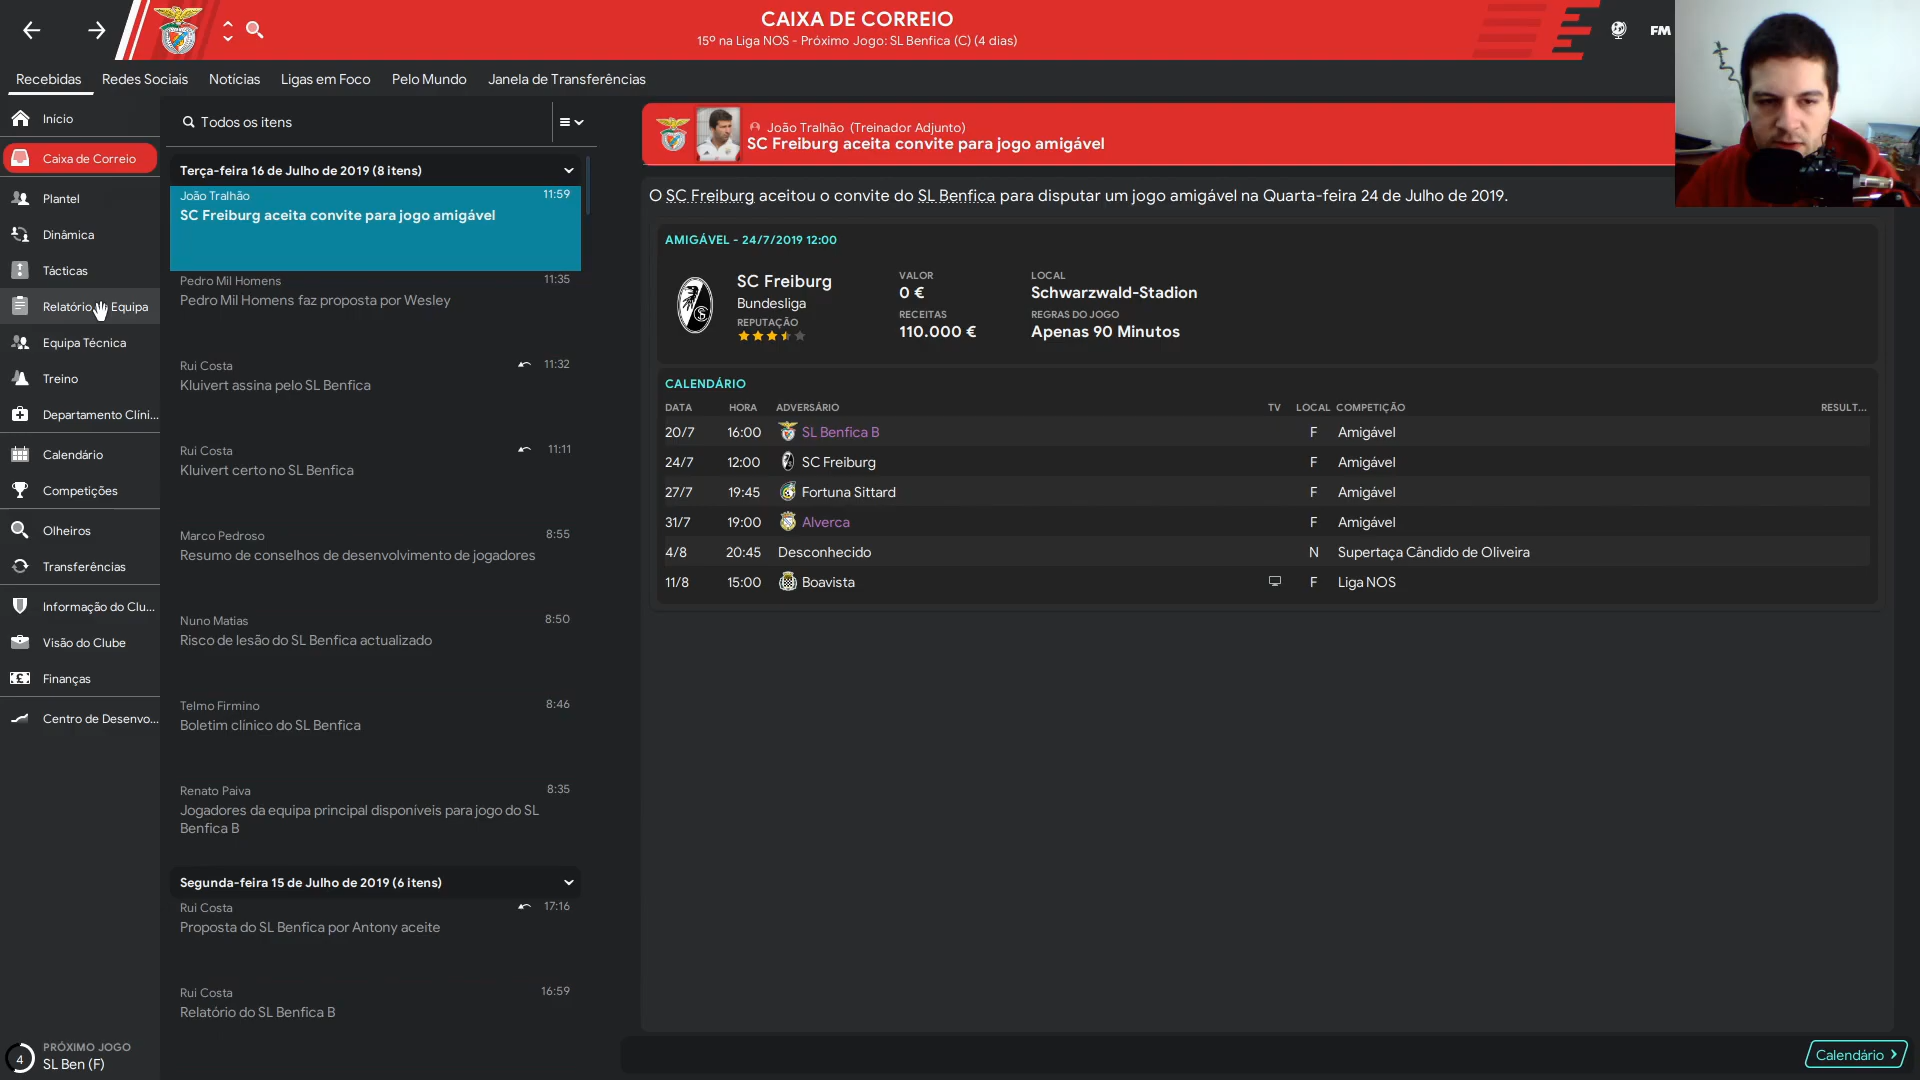 CAIXA DE CORREIO
15º na Liga NOS - Próximo Jogo: SL Benfica (C) (4 dias)
FM
Recebidas
Redes Sociais
Notícias
Ligas em Foco
Pelo Mundo
Janela de Transferências
Início
Caixa de Correio
Plantel
Dinâmica
Tácticas
Relatório Equipa
Equipa Técnica
Treino
Departamento Clíni...
Calendário
Competições
Olheiros
Transferências
Informação do Clu...
Visão do Clube
Finanças
Centro de Desenvo...
4
PRÓXIMO JOGO
SL Ben (F)
Todos os itens
Terça-feira 16 de Julho de 2019 (8 itens)
João Tralhão 11:59
SC Freiburg aceita convite para jogo amigável
Pedro Mil Homens 11:35
Pedro Mil Homens faz proposta por Wesley
Rui Costa 11:32
Kluivert assina pelo SL Benfica
Rui Costa 11:11
Kluivert certo no SL Benfica
Marco Pedroso 8:55
Resumo de conselhos de desenvolvimento de jogadores
Nuno Matias 8:50
Risco de lesão do SL Benfica actualizado
Telmo Firmino 8:46
Boletim clínico do SL Benfica
Renato Paiva 8:35
Jogadores da equipa principal disponíveis para jogo do SL
Benfica B
Segunda-feira 15 de Julho de 2019 (6 itens)
Rui Costa 17:16
Proposta do SL Benfica por Antony aceite
Rui Costa 16:59
Relatório do SL Benfica B
João Tralhão (Treinador Adjunto)
SC Freiburg aceita convite para jogo amigável
O SC Freiburg aceitou o convite do SL Benfica para disputar um jogo amigável na Quarta-feira 24 de Julho de 2019.
AMIGÁVEL - 24/7/2019 12:00
SC Freiburg
Bundesliga
REPUTAÇÃO
VALOR
0 €
RECEITAS
110.000 €
LOCAL
Schwarzwald-Stadion
REGRAS DO JOGO
Apenas 90 Minutos
CALENDÁRIO
DATA HORA ADVERSÁRIO TV LOCAL COMPETIÇÃO RESULT...
20/7 16:00 SL Benfica B F Amigável
24/7 12:00 SC Freiburg F Amigável
27/7 19:45 Fortuna Sittard F Amigável
31/7 19:00 Alverca F Amigável
4/8 20:45 Desconhecido N Supertaça Cândido de Oliveira
11/8 15:00 Boavista F Liga NOS
Calendário